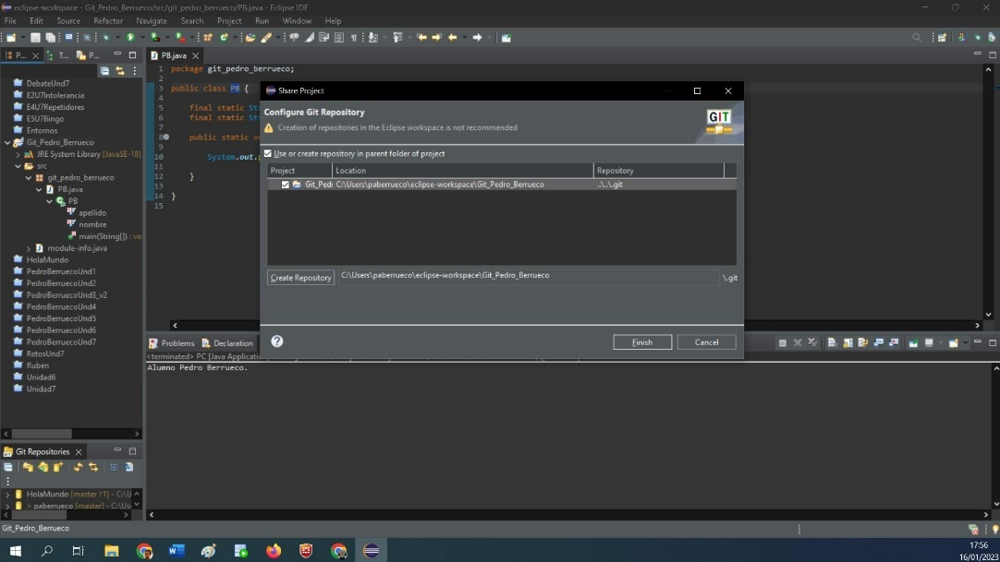 eclipse-workspace - Git_Pedro_Berrueco/src/git_pedro_berrueco/PB.java - Eclipse IDE
File Edit Source Refactor Navigate Search Project Run Window Help
P... T... P...
PB.java
DebateUnd7
E2U7Intolerancia
E4U7Repetidores
E5U7Bingo
Entornos
Git_Pedro_Berrueco
JRE System Library [JavaSE-18]
src
git_pedro_berrueco
PB.java
PB
apellido
nombre
main(String[]) : vo
module-info.java
HolaMundo
PedroBerruecoUnd1
PedroBerruecoUnd2
PedroBerruecoUnd3_v2
PedroBerruecoUnd4
PedroBerruecoUnd5
PedroBerruecoUnd6
PedroBerruecoUnd7
RetosUnd7
Ruben
Unidad6
Unidad7
1 package git_pedro_berrueco;
2
3 public class PB {
4
5 final static St
6 final static St
7
8 public static vo
9
10 System.out.p
11
12 }
13
14 }
15
Share Project
Configure Git Repository
Creation of repositories in the Eclipse workspace is not recommended
GIT
Use or create repository in parent folder of project
Project Location Repository
Git_Pedi C:\Users\paberrueco\eclipse-workspace\Git_Pedro_Berrueco ..\..\.git
Create Repository C:\Users\paberrueco\eclipse-workspace\Git_Pedro_Berrueco \.git
Finish Cancel
Problems Declaration
<terminated> PC [Java Applicatio
Alumno Pedro Berrueco.
Git Repositories
HolaMundo [master ↑1] - C:\U
> paberrueco [master] - C:\Us
Git_Pedro_Berrueco
17:56
16/01/2023